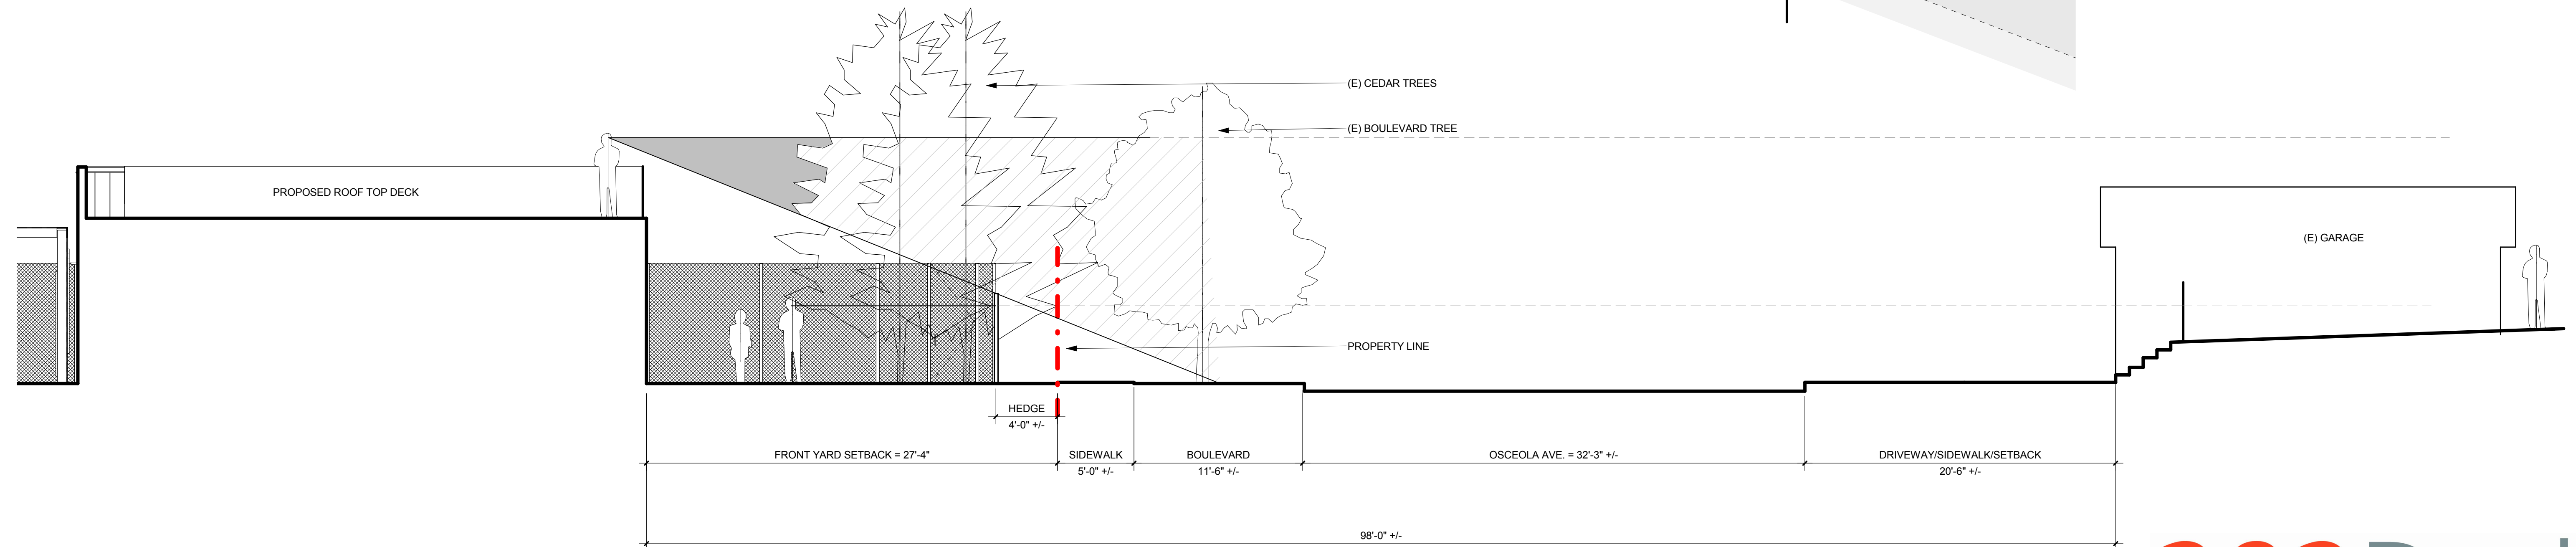 (E) CEDAR TREES
(E) BOULEVARD TREE
PROPOSED ROOF TOP DECK
(E) GARAGE
PROPERTY LINE
HEDGE
4'-0" +/-
FRONT YARD SETBACK = 27'-4"
SIDEWALK
5'-0" +/-
BOULEVARD
11'-6" +/-
OSCEOLA AVE. = 32'-3" +/-
DRIVEWAY/SIDEWALK/SETBACK
20'-6" +/-
98'-0" +/-